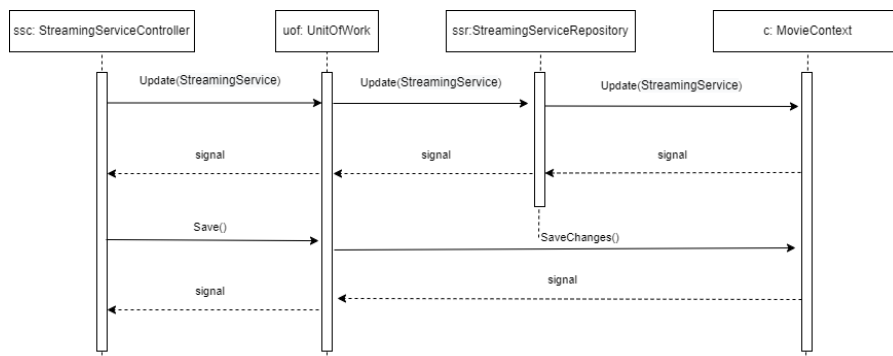 ssc: StreamingServiceController
uof: UnitOfWork
ssr:StreamingServiceRepository
c: MovieContext
Update(StreamingService)
Update(StreamingService)
Update(StreamingService)
signal
signal
signal
Save()
SaveChanges()
signal
signal